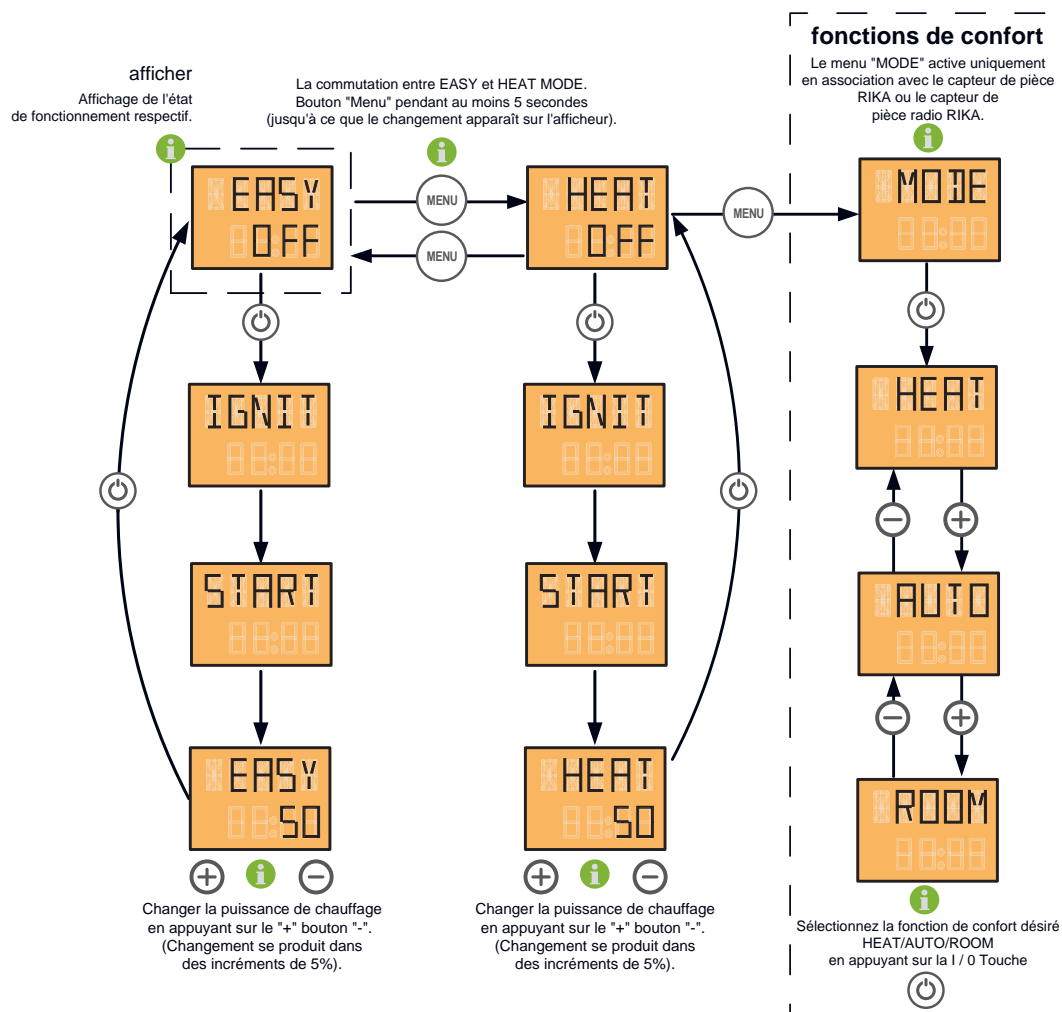 fonctions de confort
Le menu "MODE" active uniquement
en association avec le capteur de pièce
RIKA ou le capteur de
pièce radio RIKA.
afficher
Affichage de l'état
de fonctionnement respectif.
La commutation entre EASY et HEAT MODE.
Bouton "Menu" pendant au moins 5 secondes
(jusqu'à ce que le changement apparaît sur l'afficheur).
EASY
OFF
MENU
MENU
HEAT
OFF
MENU
MODE
IGNIT
IGNIT
HEAT
START
START
AUTO
EASY
50
HEAT
50
ROOM
Changer la puissance de chauffage
en appuyant sur le "+" bouton "-".
(Changement se produit dans
des incréments de 5%).
Changer la puissance de chauffage
en appuyant sur le "+" bouton "-".
(Changement se produit dans
des incréments de 5%).
Sélectionnez la fonction de confort désiré
HEAT/AUTO/ROOM
en appuyant sur la I / 0 Touche